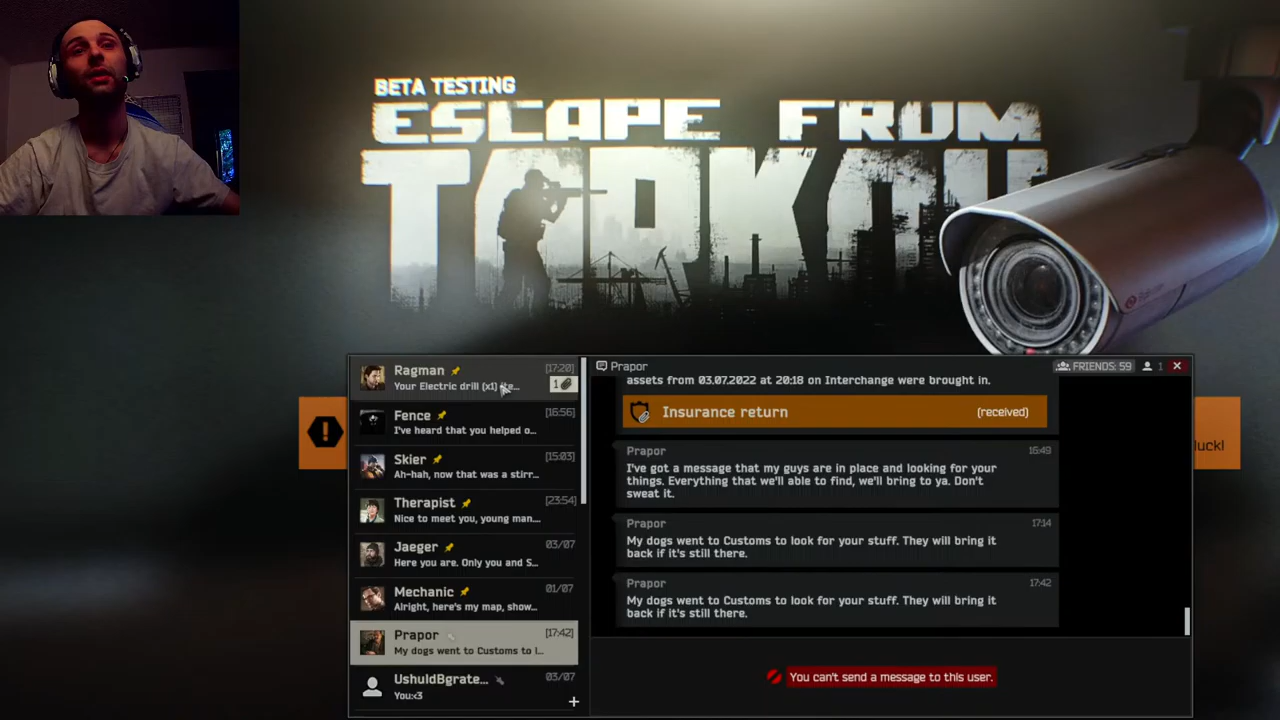 BETA TESTING
ESCAPE FROM
TARKOV
Ragman [17:20]
Your Electric drill (x1) ite... 1
Fence [16:56]
I've heard that you helped o...
Skier [15:03]
Ah-hah, now that was a stirr...
Therapist [23:54]
Nice to meet you, young man...
Jaeger 03/07
Here you are. Only you and S...
Mechanic 01/07
Alright, here's my map, show...
Prapor [17:42]
My dogs went to Customs to l...
UshuldBgrate... 03/07
You:<3
+
Prapor FRIENDS: 59 1
assets from 03.07.2022 at 20:18 on Interchange were brought in.
Insurance return (received)
Prapor 16:49
I've got a message that my guys are in place and looking for your
things. Everything that we'll able to find, we'll bring to ya. Don't
sweat it.
Prapor 17:14
My dogs went to Customs to look for your stuff. They will bring it
back if it's still there.
Prapor 17:42
My dogs went to Customs to look for your stuff. They will bring it
back if it's still there.
You can't send a message to this user.
luck!